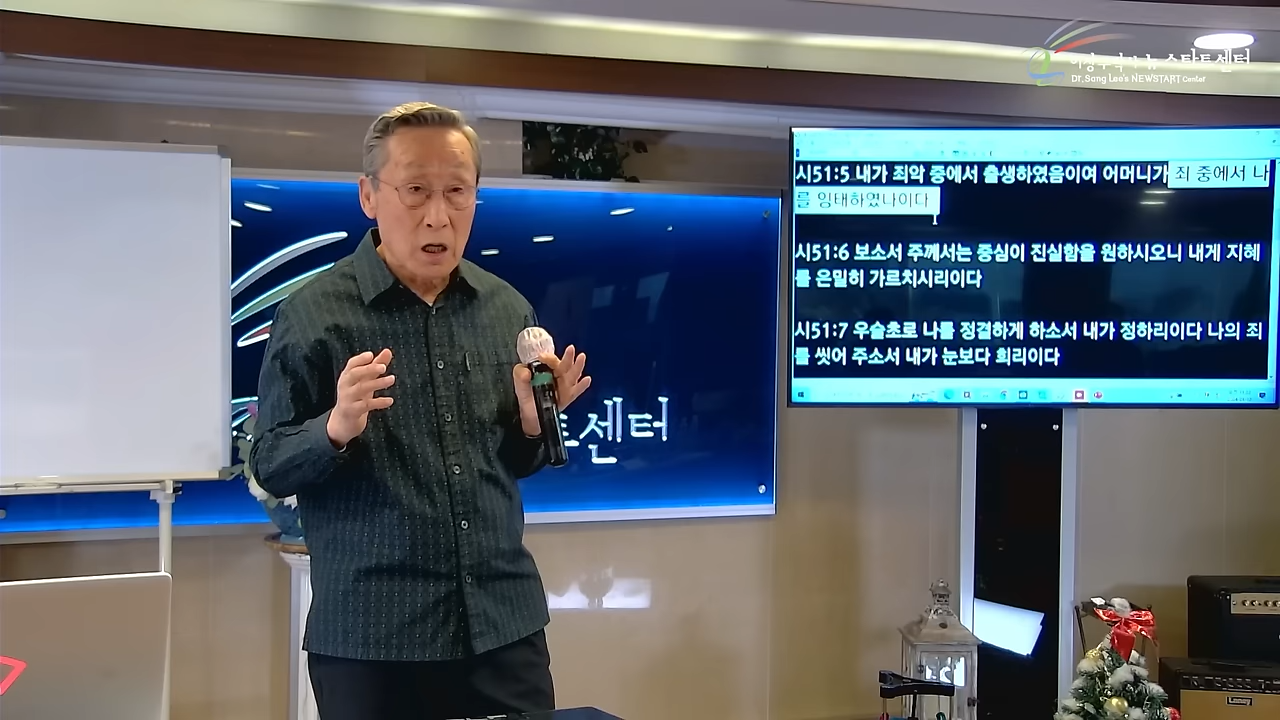 이상구 박사 뉴스타트센터
Dr. Sang Lee's NEWSTART Center
시51:5 내가 죄악 중에서 출생하였음이여 어머니가 죄 중에서 나
를 잉태하였나이다
시51:6 보소서 주께서는 중심이 진실함을 원하시오니 내게 지혜
를 은밀히 가르치시리이다
시51:7 우슬초로 나를 정결하게 하소서 내가 정하리이다 나의 죄
를 씻어 주소서 내가 눈보다 희리이다
트센터
Laney